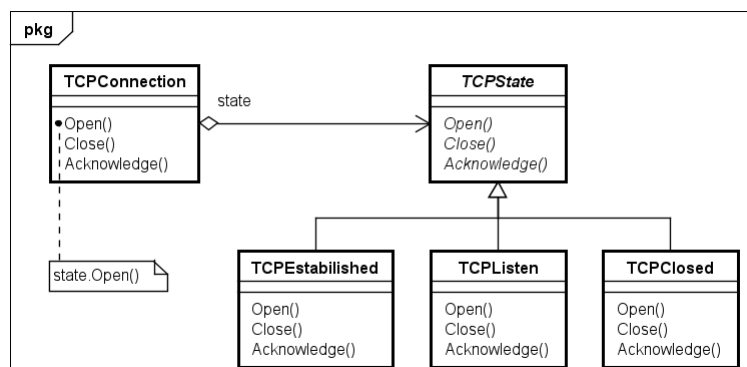 pkg
TCPConnection
Open()
Close()
Acknowledge()
state
TCPState
Open()
Close()
Acknowledge()
state.Open()
TCPEstabilished
Open()
Close()
Acknowledge()
TCPListen
Open()
Close()
Acknowledge()
TCPClosed
Open()
Close()
Acknowledge()